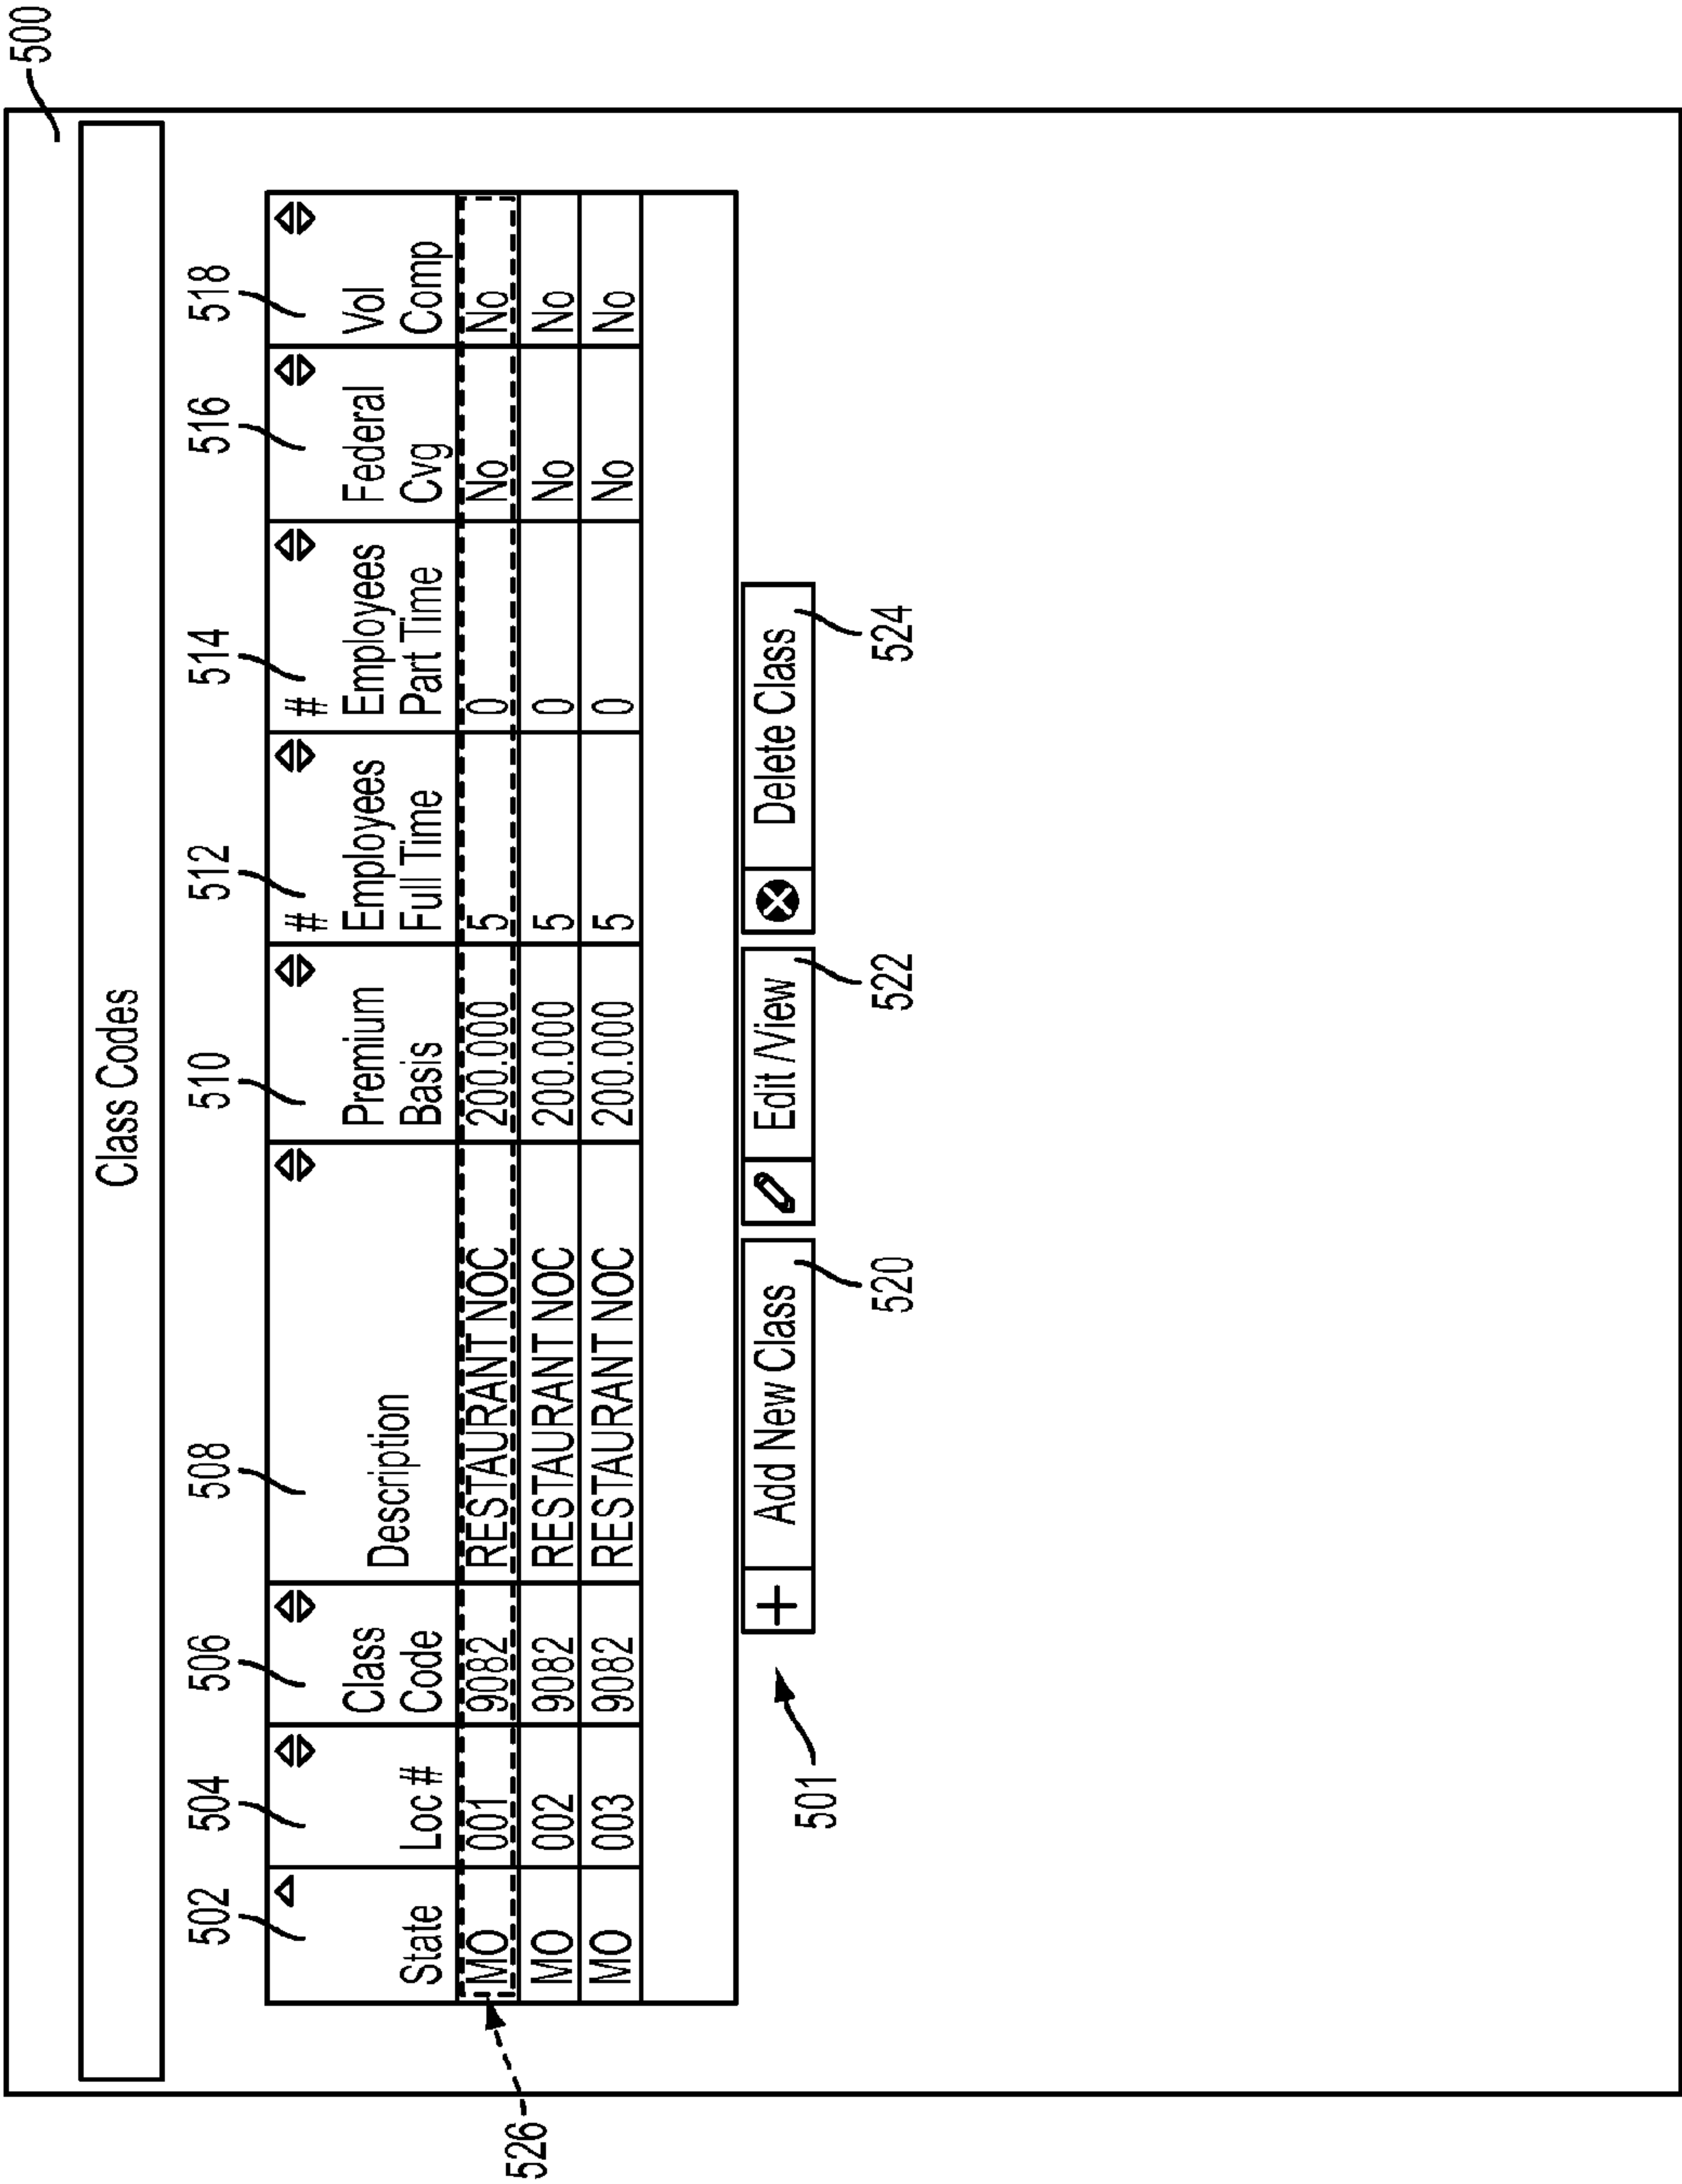 500
Class Codes
502 504 506 508 510 512 514 516 518
State Loc # Class Code Description Premium Basis # Employees Full Time # Employees Part Time Federal Cvg Vol Comp
MO 001 9082 RESTAURANT NOC 200.000 5 0 No No
MO 002 9082 RESTAURANT NOC 200.000 5 0 No No
MO 003 9082 RESTAURANT NOC 200.000 5 0 No No
526
+ Add New Class Edit /View Delete Class
501
520 522 524